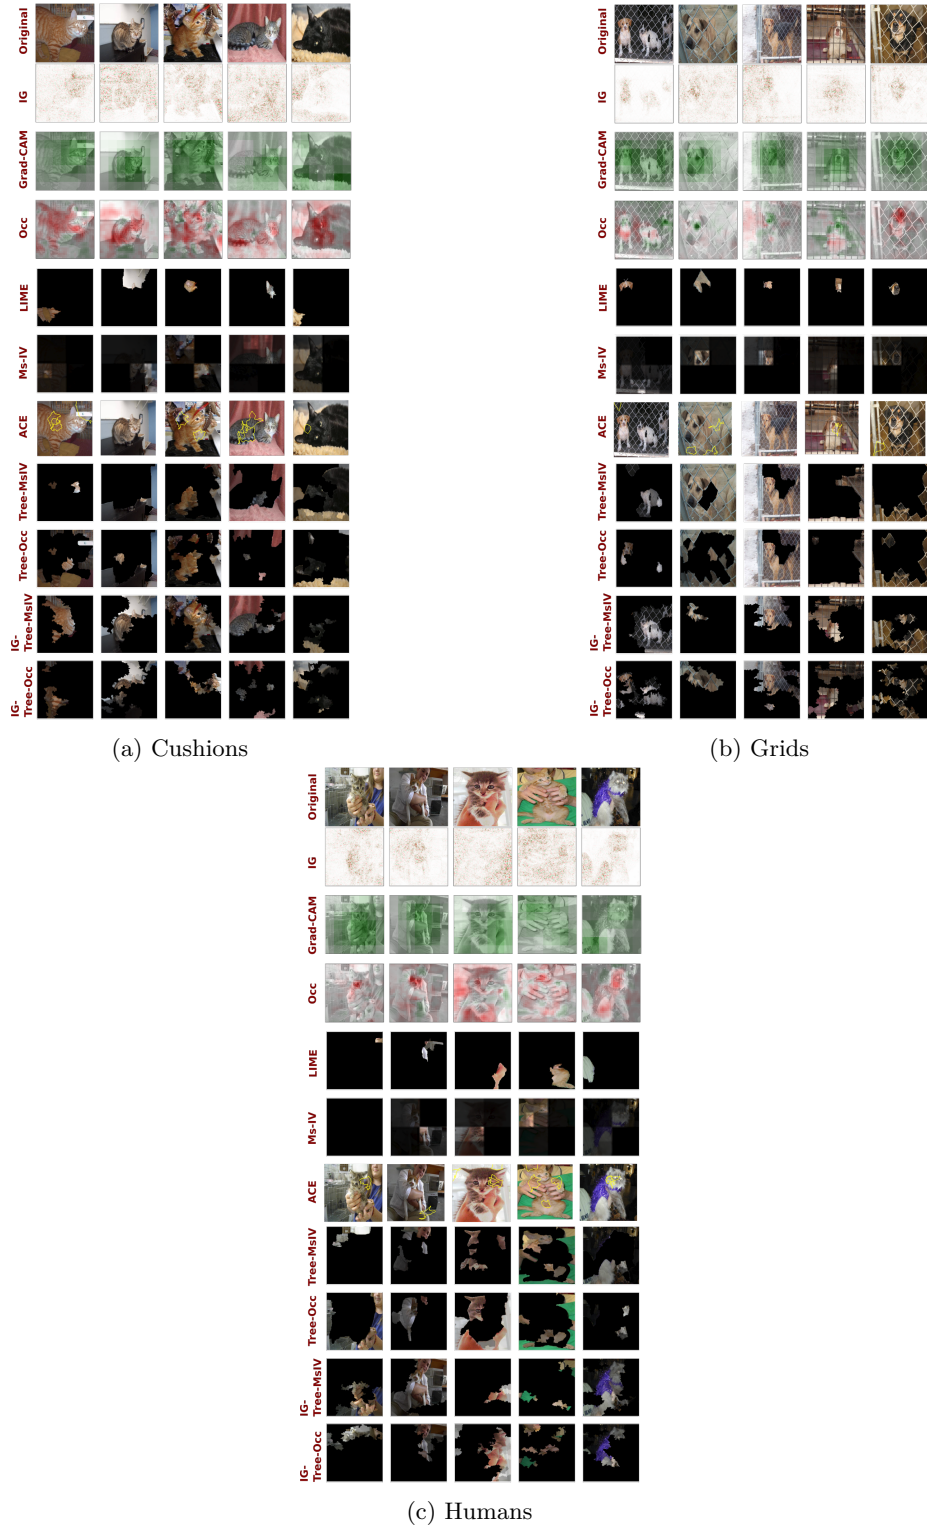 Original
IG
Grad-CAM
Occ
LIME
Ms-IV
ACE
Tree-MsIV
Tree-Occ
IG-
Tree-MsIV
IG-
Tree-Occ
(a) Cushions
Original
IG
Grad-CAM
Occ
LIME
Ms-IV
ACE
Tree-MsIV
Tree-Occ
IG-
Tree-MsIV
IG-
Tree-Occ
(b) Grids
Original
IG
Grad-CAM
Occ
LIME
Ms-IV
ACE
Tree-MsIV
Tree-Occ
IG-
Tree-MsIV
IG-
Tree-Occ
(c) Humans